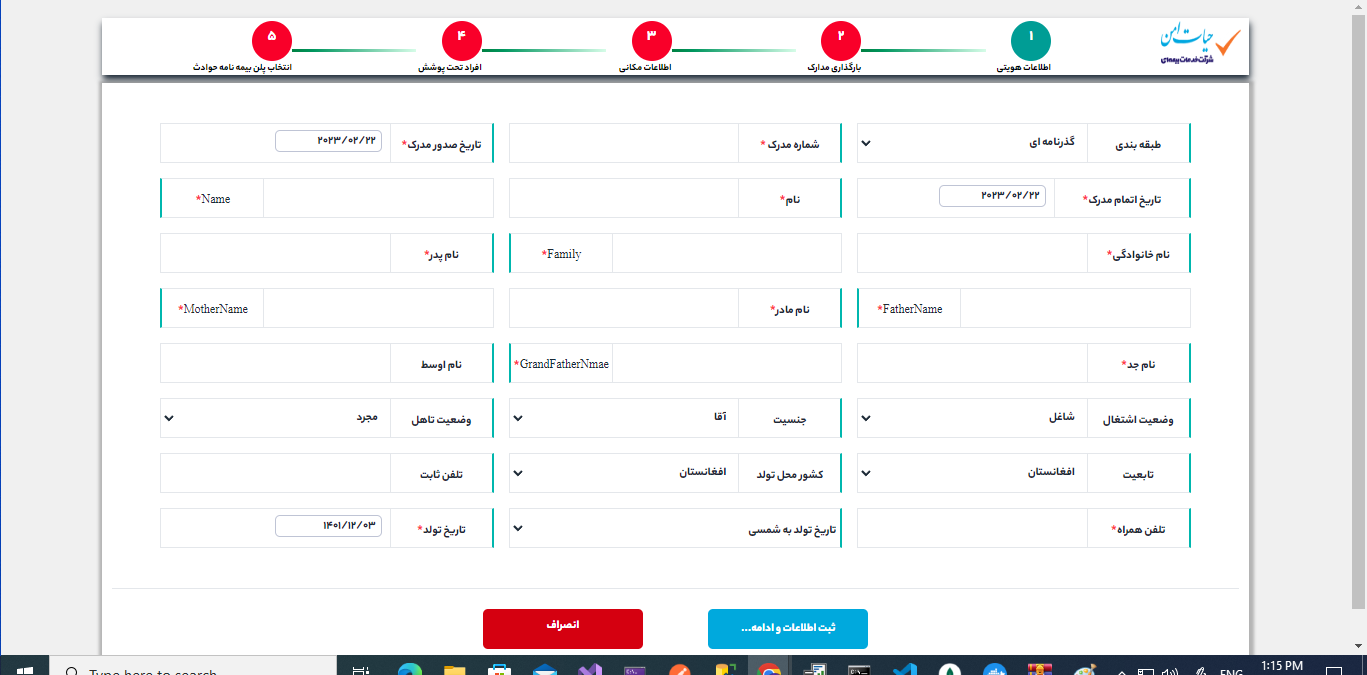 حیات امن
شرکت خدمات بیمه‌ای
۱
اطلاعات هویتی
۲
بارگذاری مدارک
۳
اطلاعات مکانی
۴
افراد تحت پوشش
۵
انتخاب پلن بیمه نامه حوادث
طبقه بندی گذرنامه ای شماره مدرک * تاریخ صدور مدرک* ۲۰۲۳/۰۲/۲۲
تاریخ اتمام مدرک* ۲۰۲۳/۰۲/۲۲ نام* Name*
نام خانوادگی* Family* نام پدر*
FatherName* نام مادر* MotherName*
نام جد* GrandFatherNmae* نام اوسط
وضعیت اشتغال شاغل جنسیت آقا وضعیت تاهل مجرد
تابعیت افغانستان کشور محل تولد افغانستان تلفن ثابت
تلفن همراه* تاریخ تولد به شمسی تاریخ تولد* ۱۴۰۱/۱۲/۰۳
ثبت اطلاعات و ادامه... انصراف
Type here to search ENG 1:15 PM